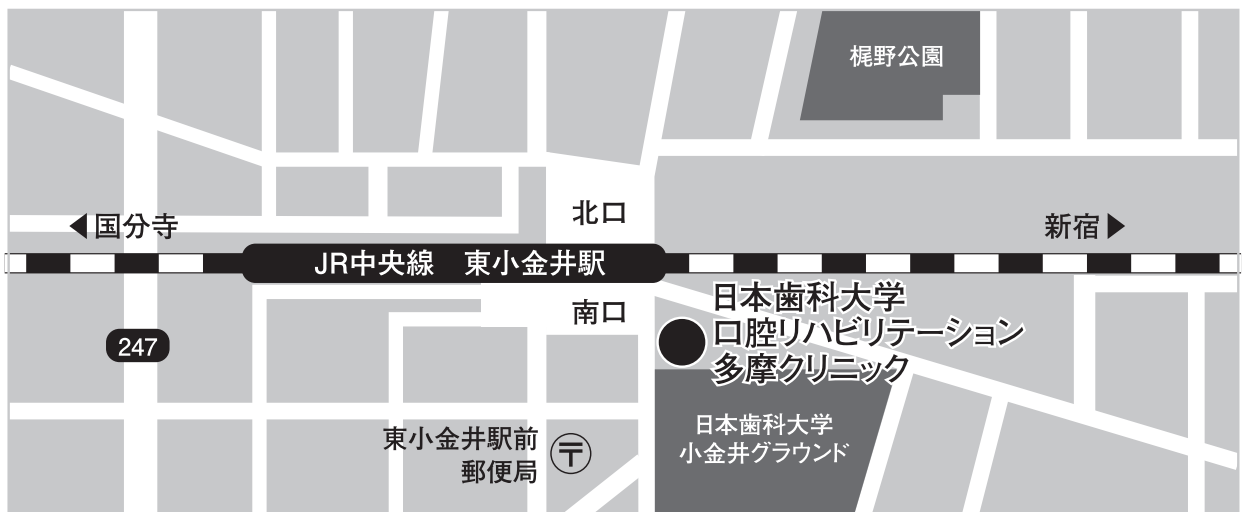 梶野公園
北口
◀国分寺
新宿▶
JR中央線　東小金井駅
南口
日本歯科大学
口腔リハビリテーション
多摩クリニック
247
日本歯科大学
小金井グラウンド
東小金井駅前
郵便局
〒